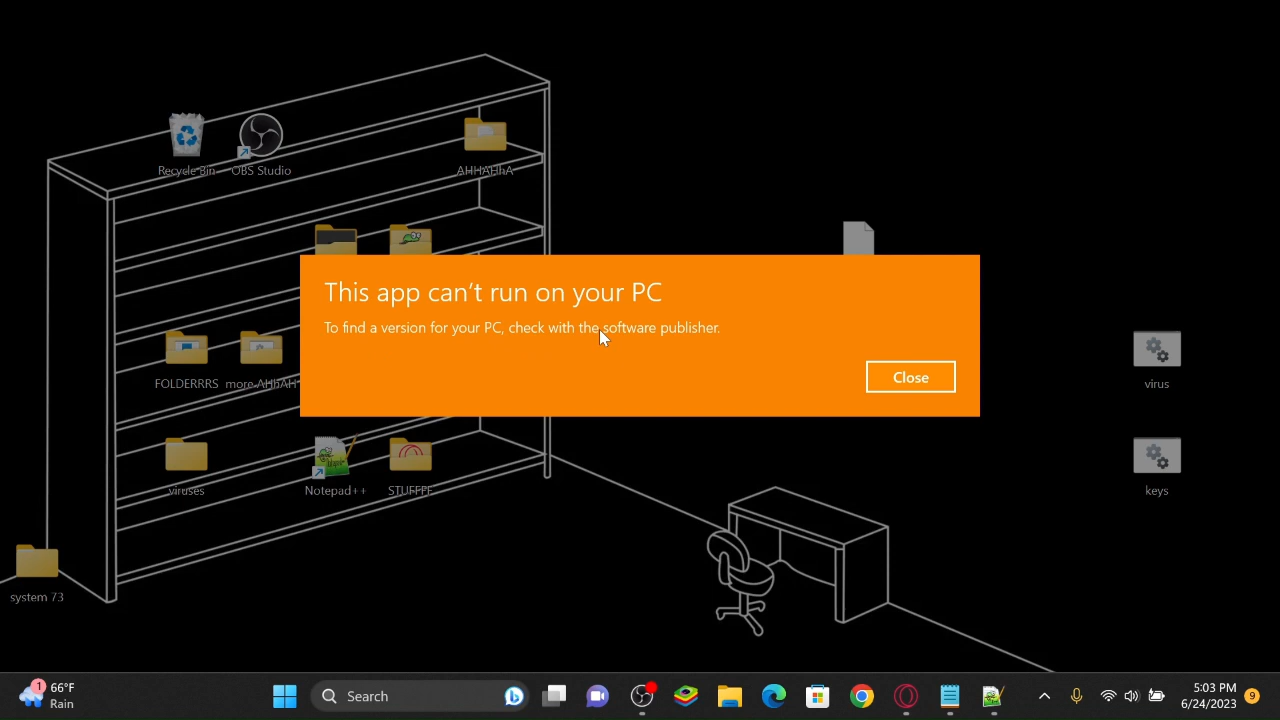 Recycle Bin
OBS Studio
AHHAHhA
This app can't run on your PC
To find a version for your PC, check with the software publisher.
Close
FOLDERRRS
more AHhAH
virus
viruses
Notepad++
STUFFFF
keys
system 73
1
66°F
Rain
Search
5:03 PM
6/24/2023
9